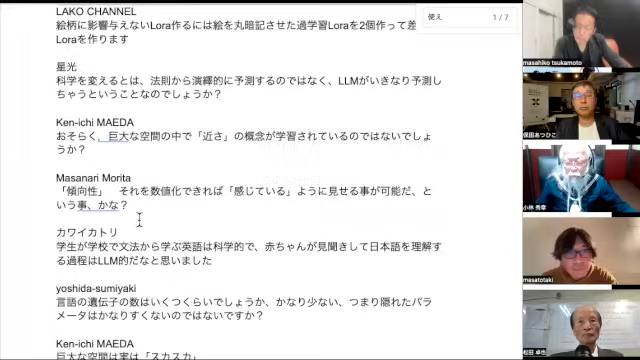 LAKO CHANNEL
絵柄に影響与えないLora作るには絵を丸暗記させた過学習Loraを2個作って差
Loraを作ります
星光
科学を変えるとは、法則から演繹的に予測するのではなく、LLMがいきなり予測し
ちゃうということなのでしょうか？
Ken-ichi MAEDA
おそらく、巨大な空間の中で「近さ」の概念が学習されているのではないでしょ
うか？
Masanari Morita
「傾向性」 それを数値化できれば「感じている」ように見せる事が可能だ、と
いう事、かな？
カワイカトリ
学生が学校で文法から学ぶ英語は科学的で、赤ちゃんが見聞きして日本語を理解す
る過程はLLM的だなと思いました
yoshida-sumiyaki
言語の遺伝子の数はいくつくらいでしょうか、かなり少ない、つまり隠れたパラ
メータはかなりすくないのではないですか？
Ken-ichi MAEDA
巨大な空間は実は「スカスカ」
使え
1 / 7
masahiko tsukamoto
保田あつひこ
小林 秀章
masatotaki
松田 卓也